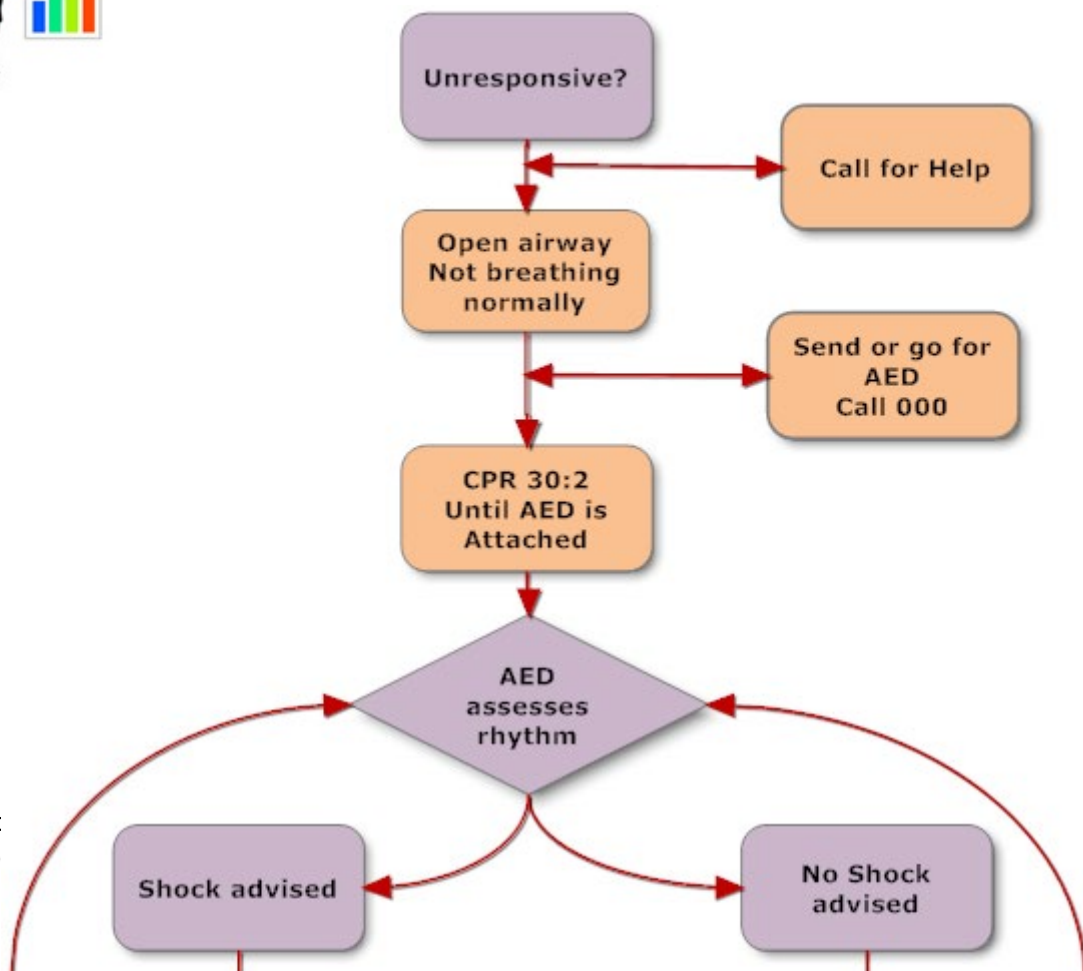 Unresponsive?
Call for Help
Open airway
Not breathing
normally
Send or go for
AED
Call 000
CPR 30:2
Until AED is
Attached
AED
assesses
rhythm
Shock advised
No Shock
advised